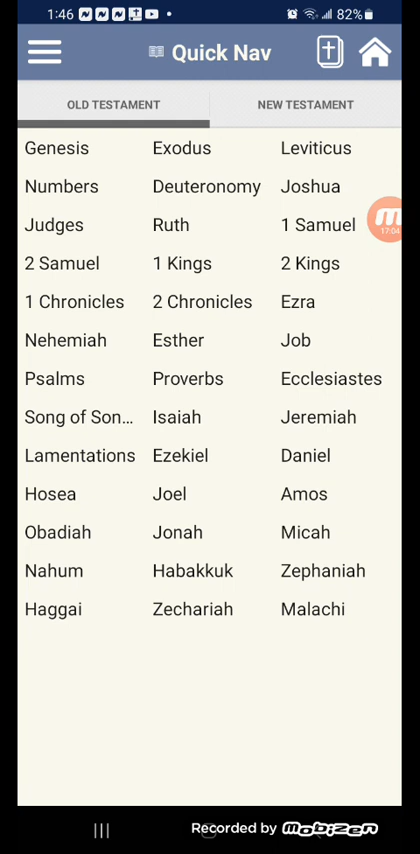 1:46 82%
Quick Nav
OLD TESTAMENT NEW TESTAMENT
Genesis Exodus Leviticus
Numbers Deuteronomy Joshua
Judges Ruth 1 Samuel
17:04
2 Samuel 1 Kings 2 Kings
1 Chronicles 2 Chronicles Ezra
Nehemiah Esther Job
Psalms Proverbs Ecclesiastes
Song of Son... Isaiah Jeremiah
Lamentations Ezekiel Daniel
Hosea Joel Amos
Obadiah Jonah Micah
Nahum Habakkuk Zephaniah
Haggai Zechariah Malachi
Recorded by mobizen